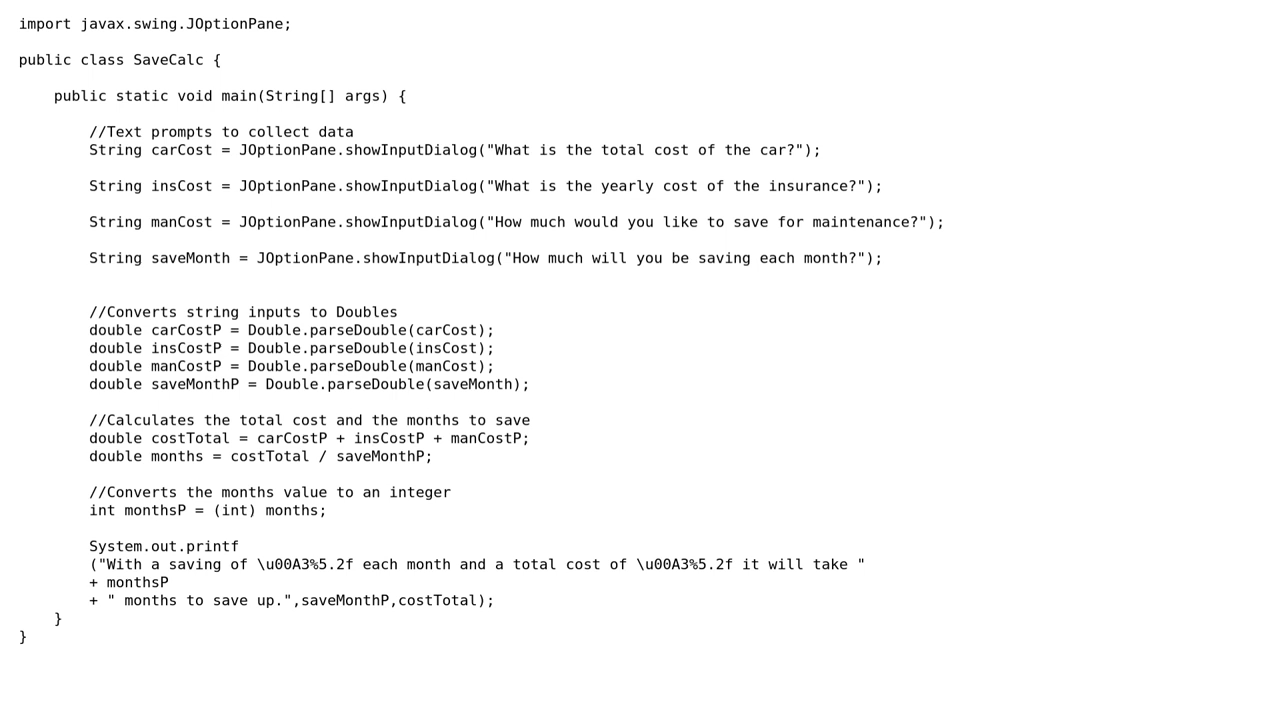 import javax.swing.JOptionPane;
public class SaveCalc {
    public static void main(String[] args) {
        //Text prompts to collect data
        String carCost = JOptionPane.showInputDialog("What is the total cost of the car?");
        String insCost = JOptionPane.showInputDialog("What is the yearly cost of the insurance?");
        String manCost = JOptionPane.showInputDialog("How much would you like to save for maintenance?");
        String saveMonth = JOptionPane.showInputDialog("How much will you be saving each month?");
        //Converts string inputs to Doubles
        double carCostP = Double.parseDouble(carCost);
        double insCostP = Double.parseDouble(insCost);
        double manCostP = Double.parseDouble(manCost);
        double saveMonthP = Double.parseDouble(saveMonth);
        //Calculates the total cost and the months to save
        double costTotal = carCostP + insCostP + manCostP;
        double months = costTotal / saveMonthP;
        //Converts the months value to an integer
        int monthsP = (int) months;
        System.out.printf
        ("With a saving of \u00A3%5.2f each month and a total cost of \u00A3%5.2f it will take "
        + monthsP
        + " months to save up.",saveMonthP,costTotal);
    }
}